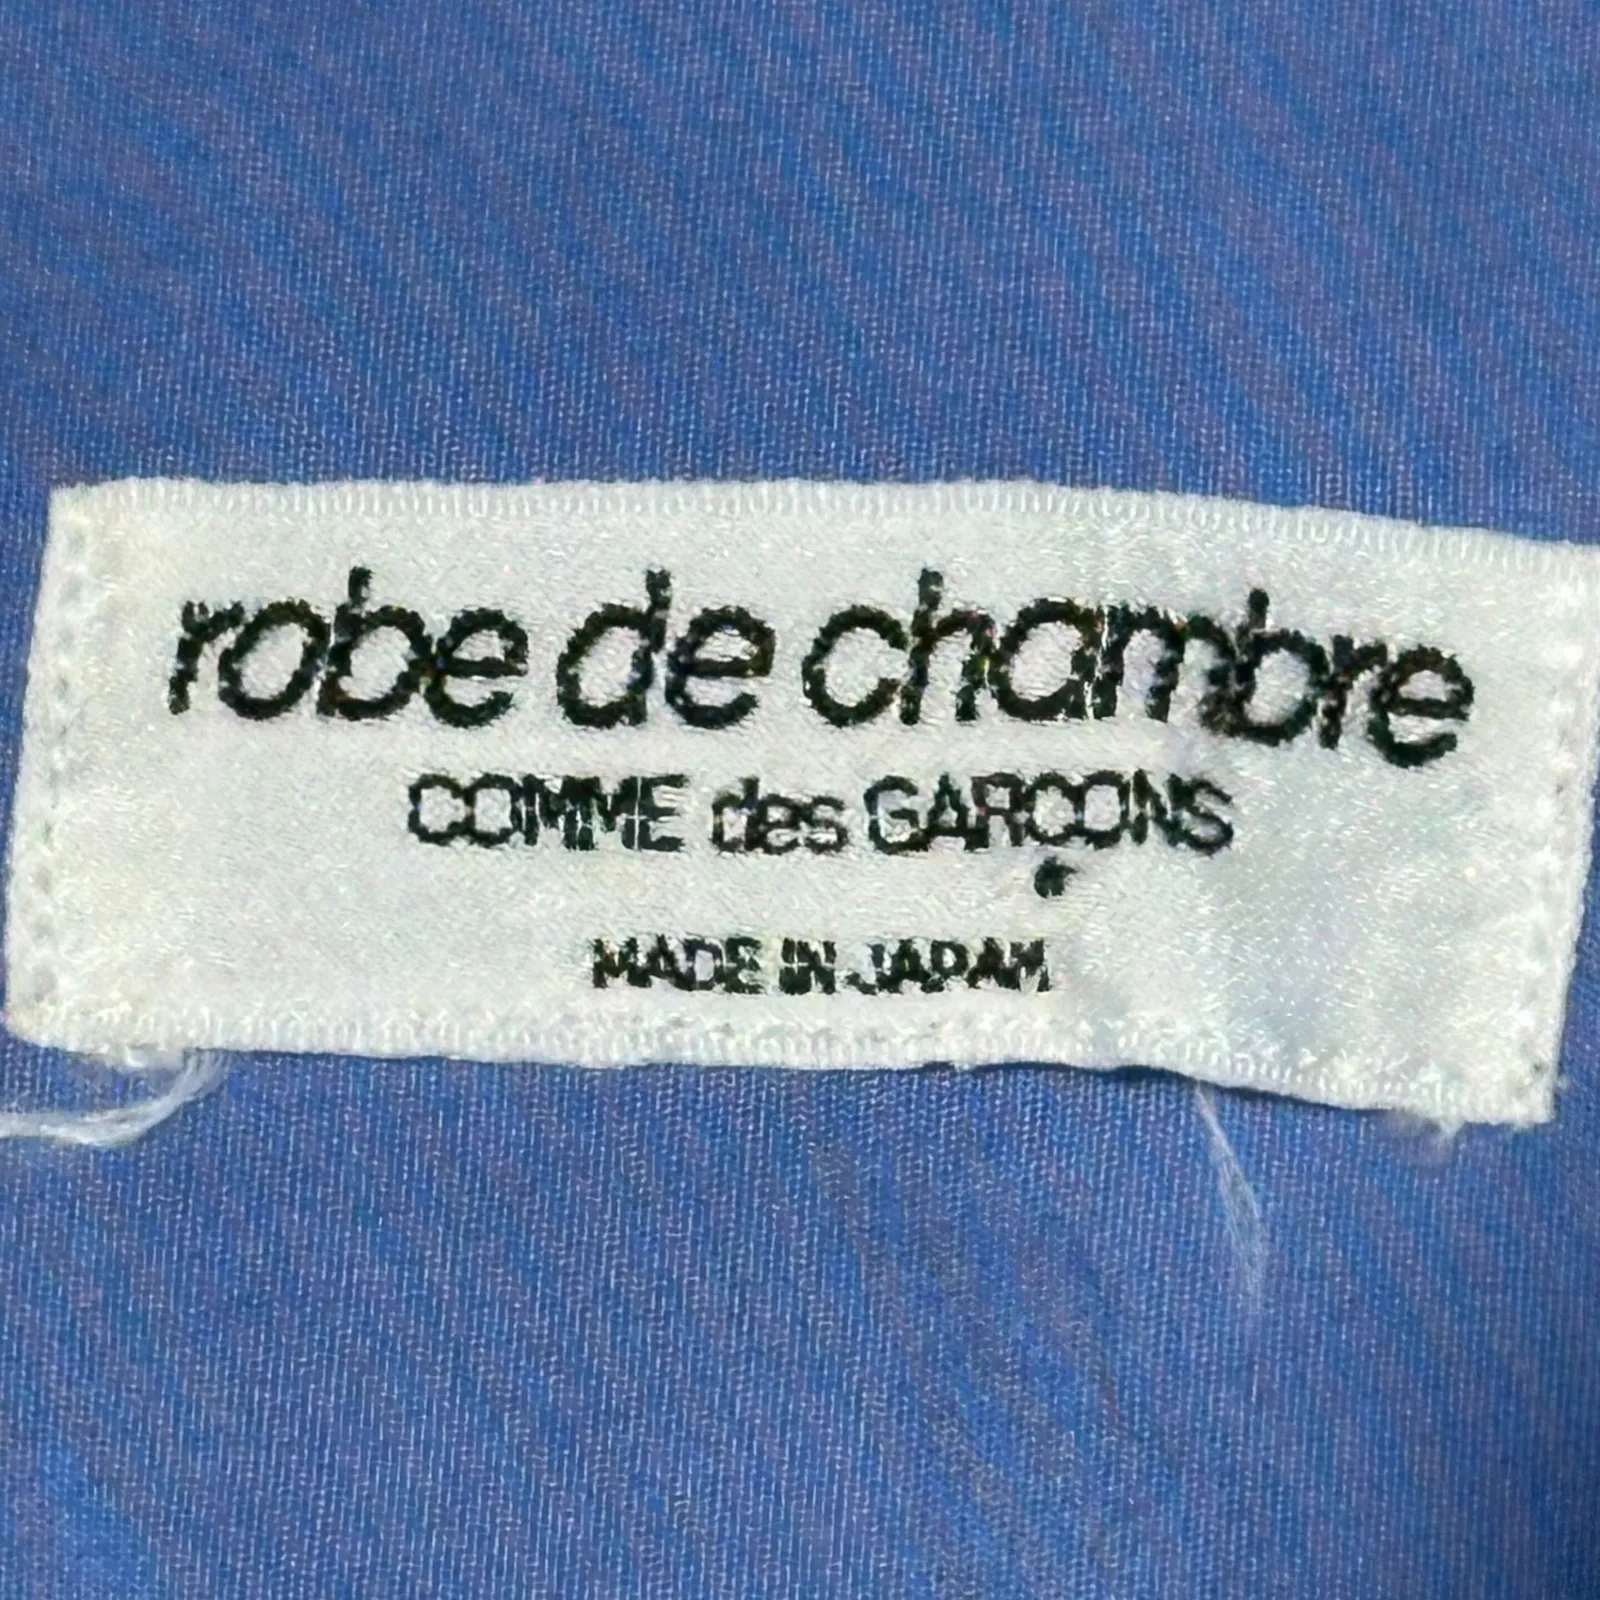 robe de chambre
COMME des GARÇONS
MADE IN JAPAN